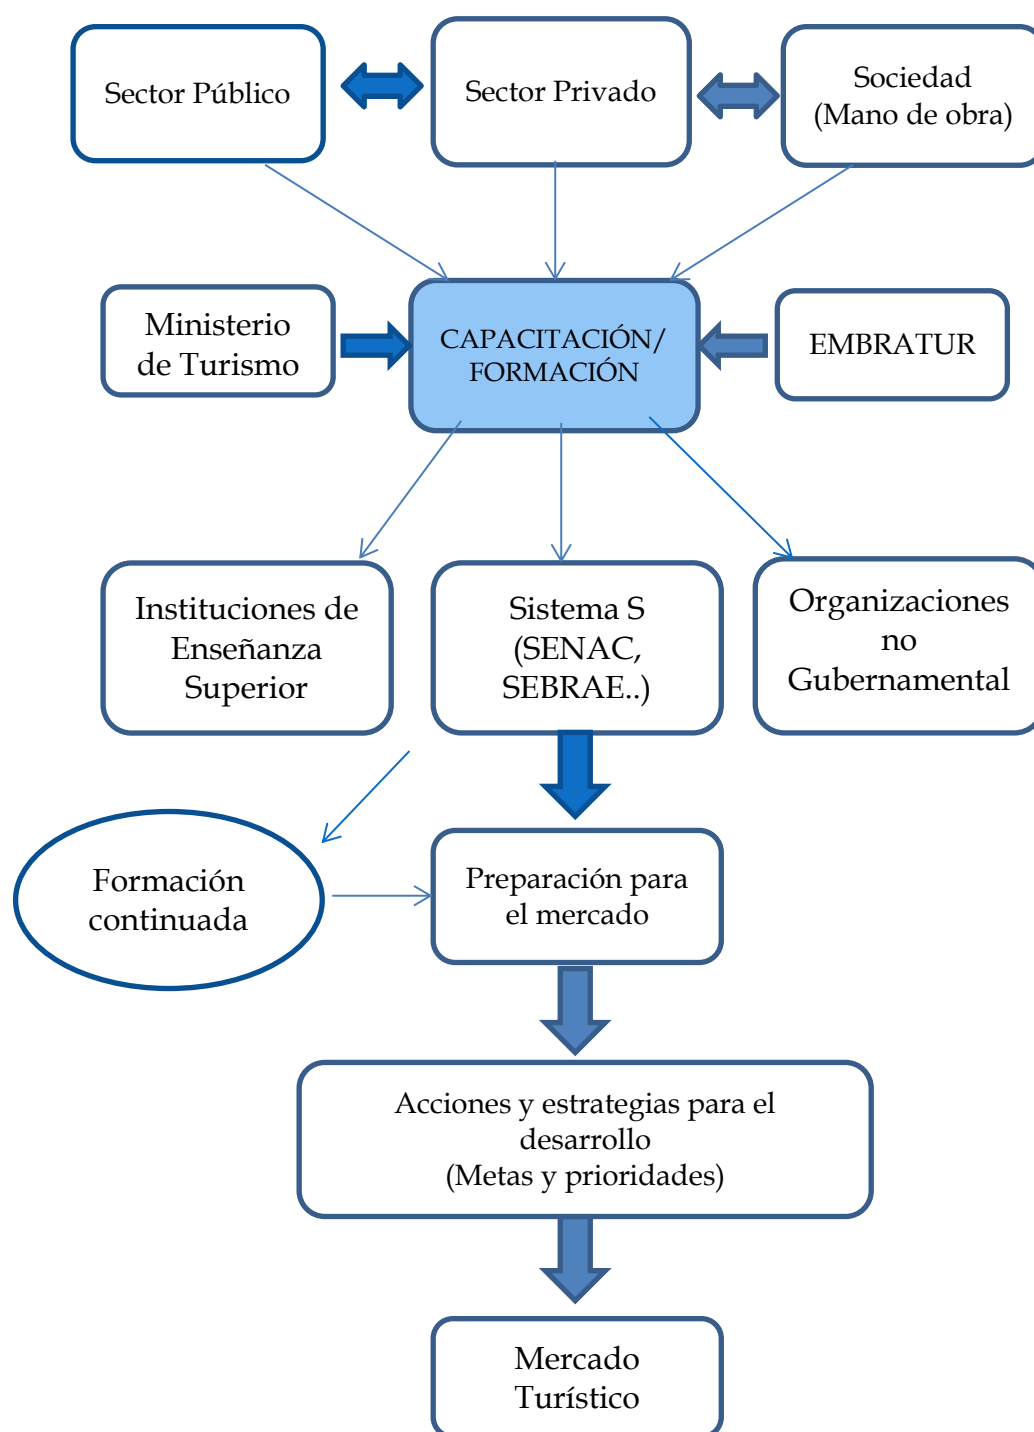 Sector Público
Sector Privado
Sociedad
(Mano de obra)
Ministerio
de Turismo
CAPACITACIÓN/
FORMACIÓN
EMBRATUR
Instituciones de
Enseñanza
Superior
Sistema S
(SENAC,
SEBRAE..)
Organizaciones
no
Gubernamental
Formación
continuada
Preparación para
el mercado
Acciones y estrategias para el
desarrollo
(Metas y prioridades)
Mercado
Turístico